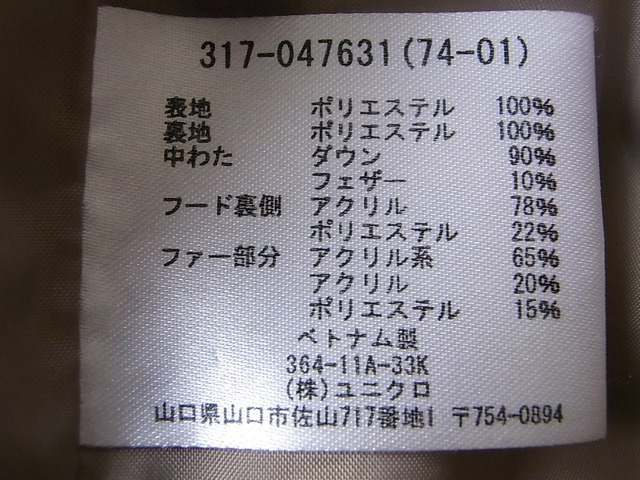 317-047631(74-01)
表地 ポリエステル 100%
裏地 ポリエステル 100%
中わた ダウン 90%
フェザー 10%
フード裏側 アクリル 78%
ポリエステル 22%
ファー部分 アクリル系 65%
アクリル 20%
ポリエステル 15%
ベトナム製
364-11A-33K
(株)ユニクロ
山口県山口市佐山717番地1 〒754-0894